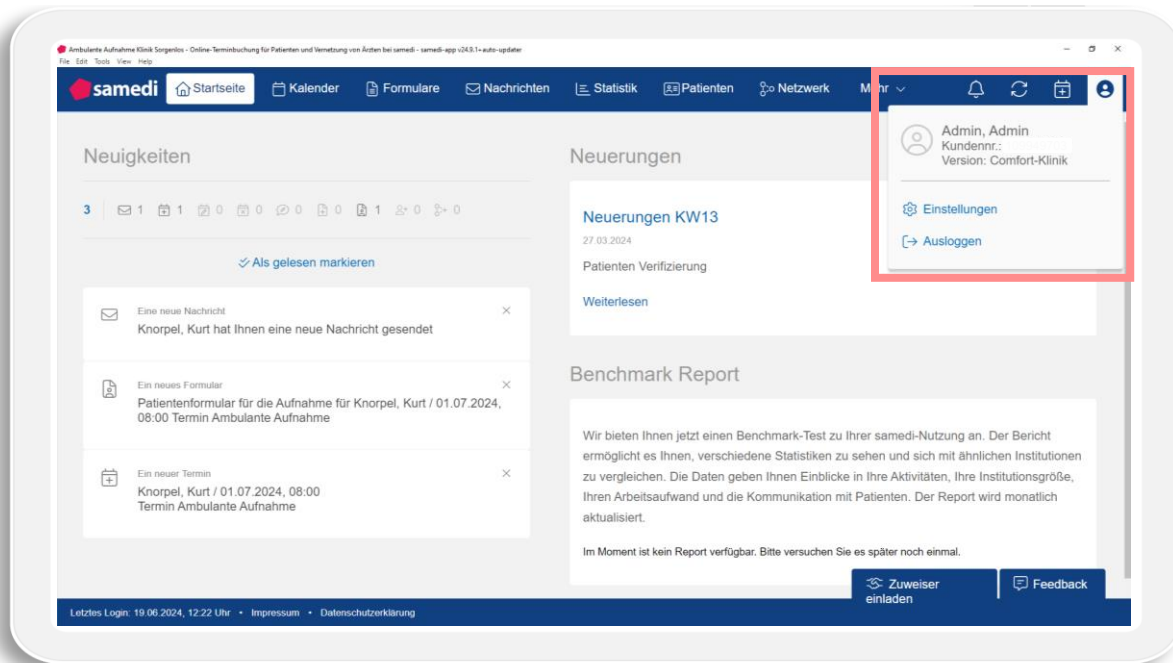 Ambulante Aufnahme Klinik Sorgenlos - Online-Terminbuchung für Patienten und Vernetzung von Ärzten bei samedi - samedi-app v24.9.1+auto-updater
File Edit Tools View Help
samedi Startseite Kalender Formulare Nachrichten Statistik Patienten Netzwerk Mehr
Admin, Admin
Kundennr.:
Version: Comfort-Klinik
Einstellungen
Ausloggen
Neuigkeiten
3 1 1 0 0 0 0 1 0 0
Als gelesen markieren
Eine neue Nachricht
Knorpel, Kurt hat Ihnen eine neue Nachricht gesendet
Ein neues Formular
Patientenformular für die Aufnahme für Knorpel, Kurt / 01.07.2024,
08:00 Termin Ambulante Aufnahme
Ein neuer Termin
Knorpel, Kurt / 01.07.2024, 08:00
Termin Ambulante Aufnahme
Neuerungen
Neuerungen KW13
27.03.2024
Patienten Verifizierung
Weiterlesen
Benchmark Report
Wir bieten Ihnen jetzt einen Benchmark-Test zu Ihrer samedi-Nutzung an. Der Bericht
ermöglicht es Ihnen, verschiedene Statistiken zu sehen und sich mit ähnlichen Institutionen
zu vergleichen. Die Daten geben Ihnen Einblicke in Ihre Aktivitäten, Ihre Institutionsgröße,
Ihren Arbeitsaufwand und die Kommunikation mit Patienten. Der Report wird monatlich
aktualisiert.
Im Moment ist kein Report verfügbar. Bitte versuchen Sie es später noch einmal.
Zuweiser
einladen
Feedback
Letztes Login: 19.06.2024, 12:22 Uhr • Impressum • Datenschutzerklärung